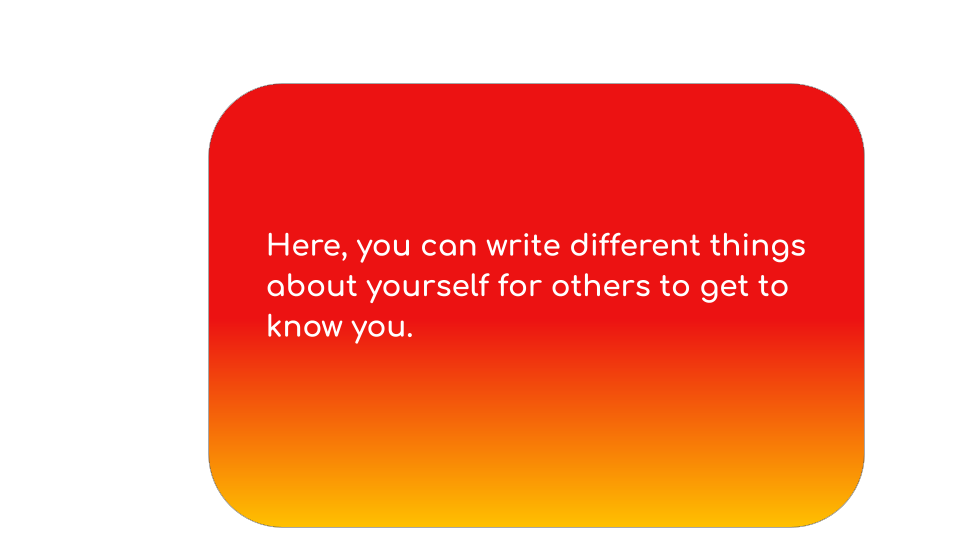 Here, you can write different things
about yourself for others to get to
know you.